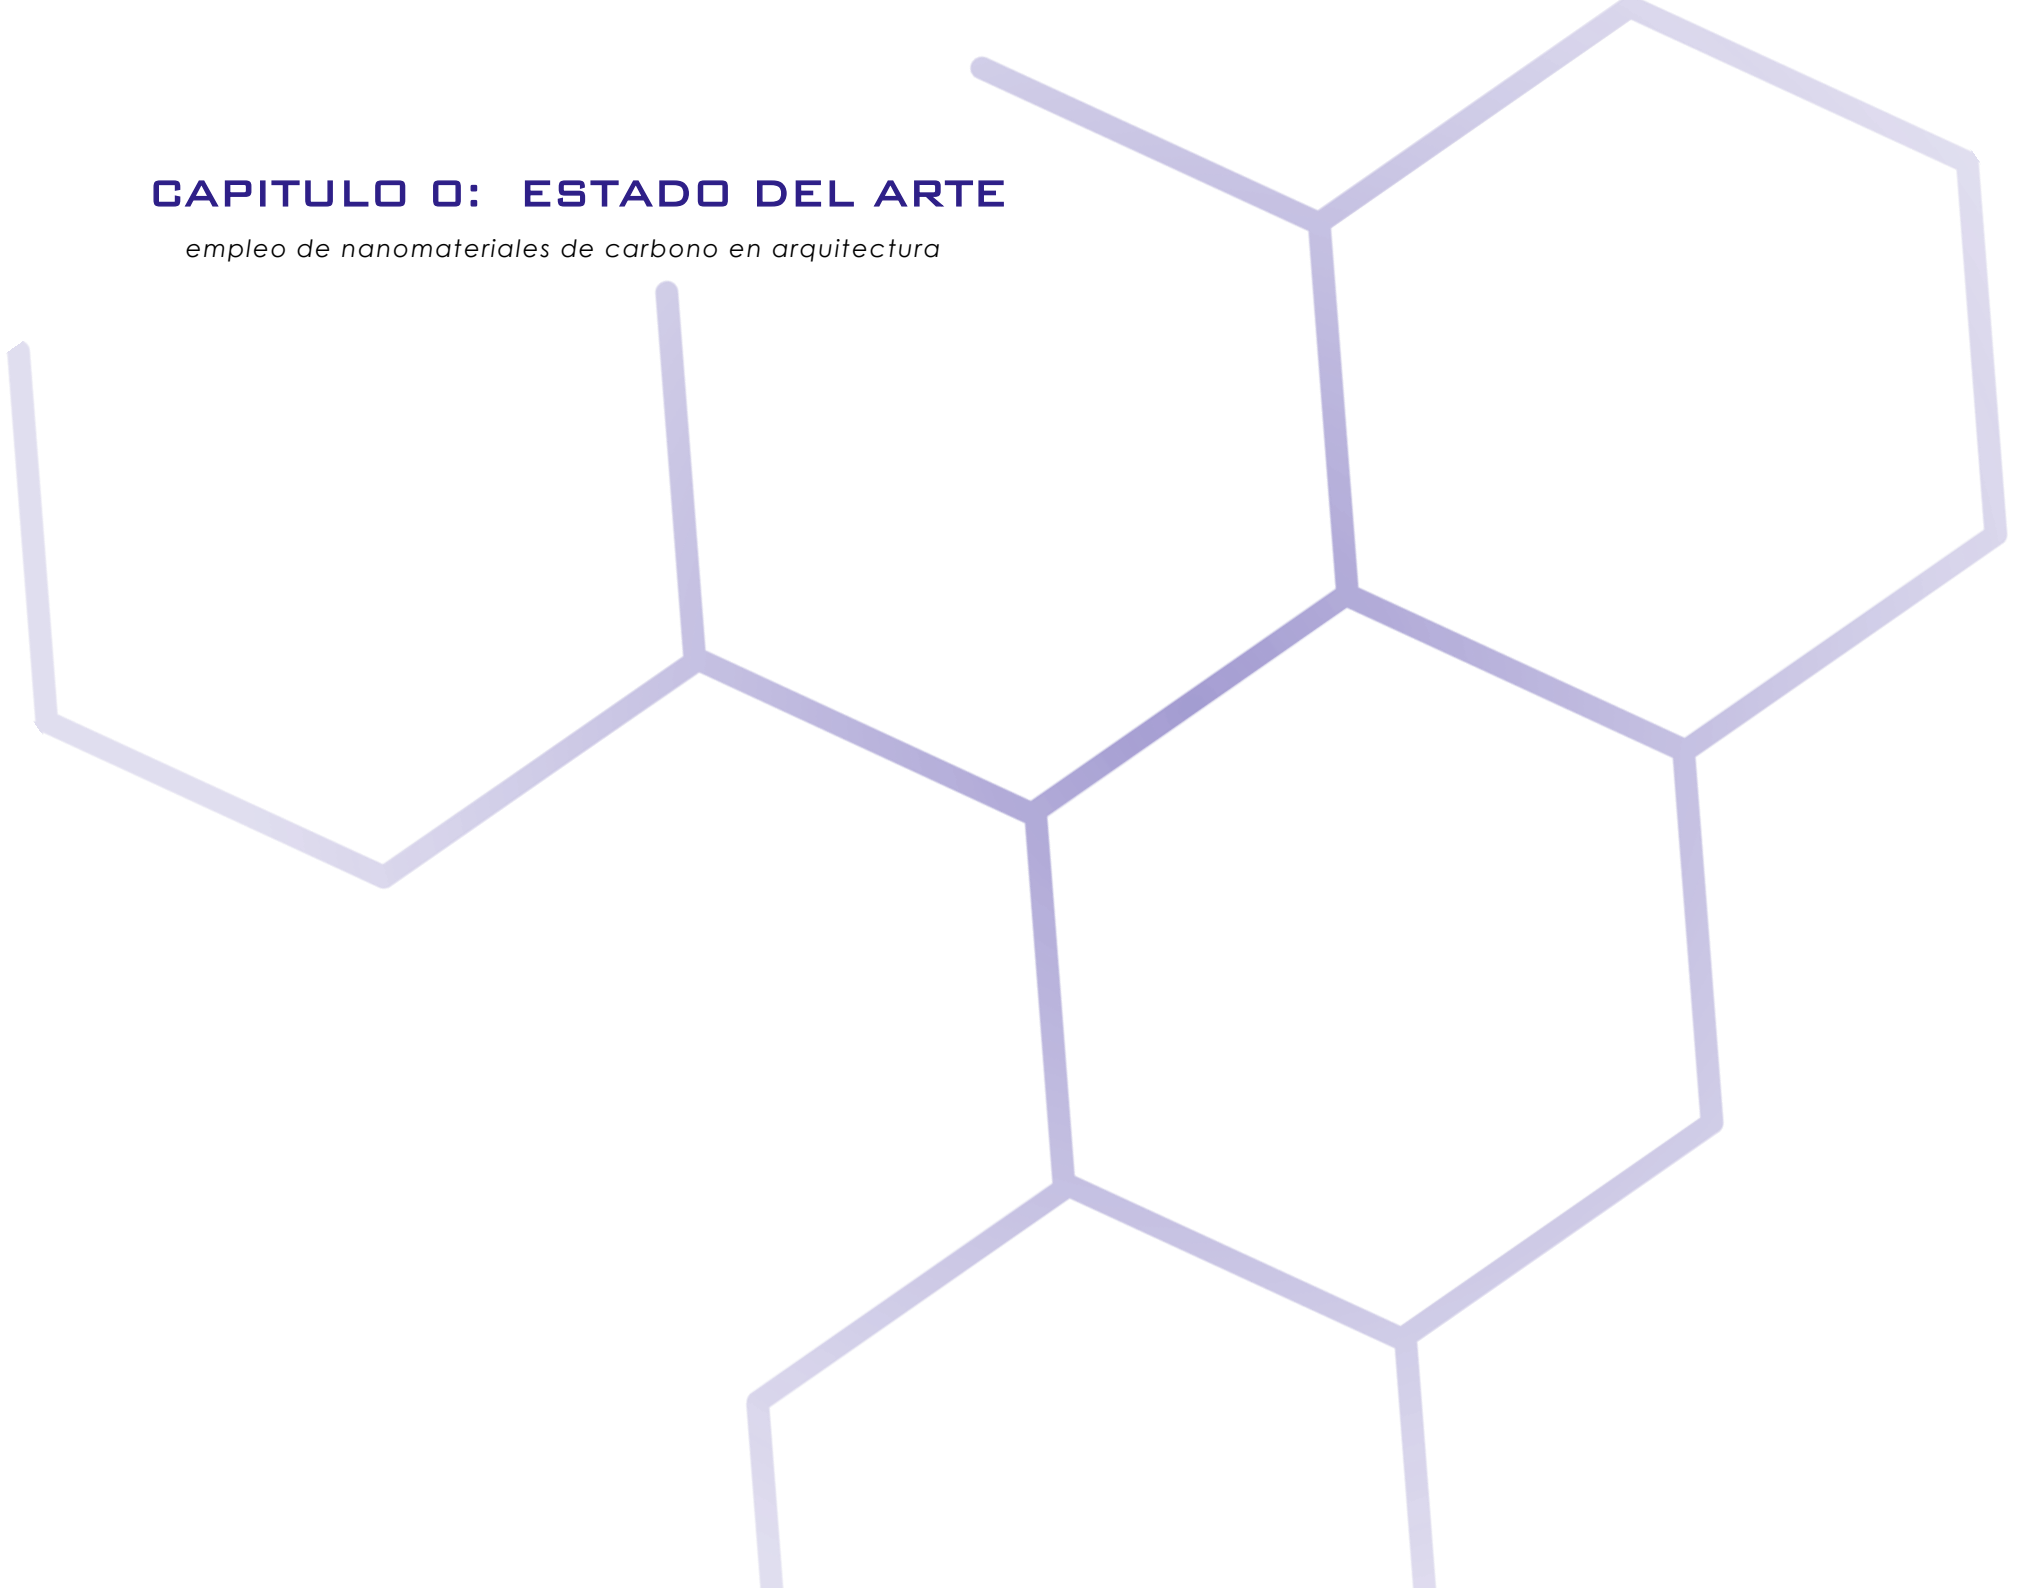 CAPITULO 0: ESTADO DEL ARTE
empleo de nanomateriales de carbono en arquitectura